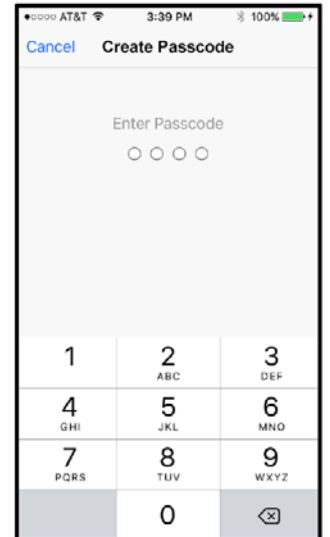 AT&T 3:39 PM 100%
Cancel Create Passcode
Enter Passcode
1 2 3
ABC DEF
4 5 6
GHI JKL MNO
7 8 9
PQRS TUV WXYZ
0